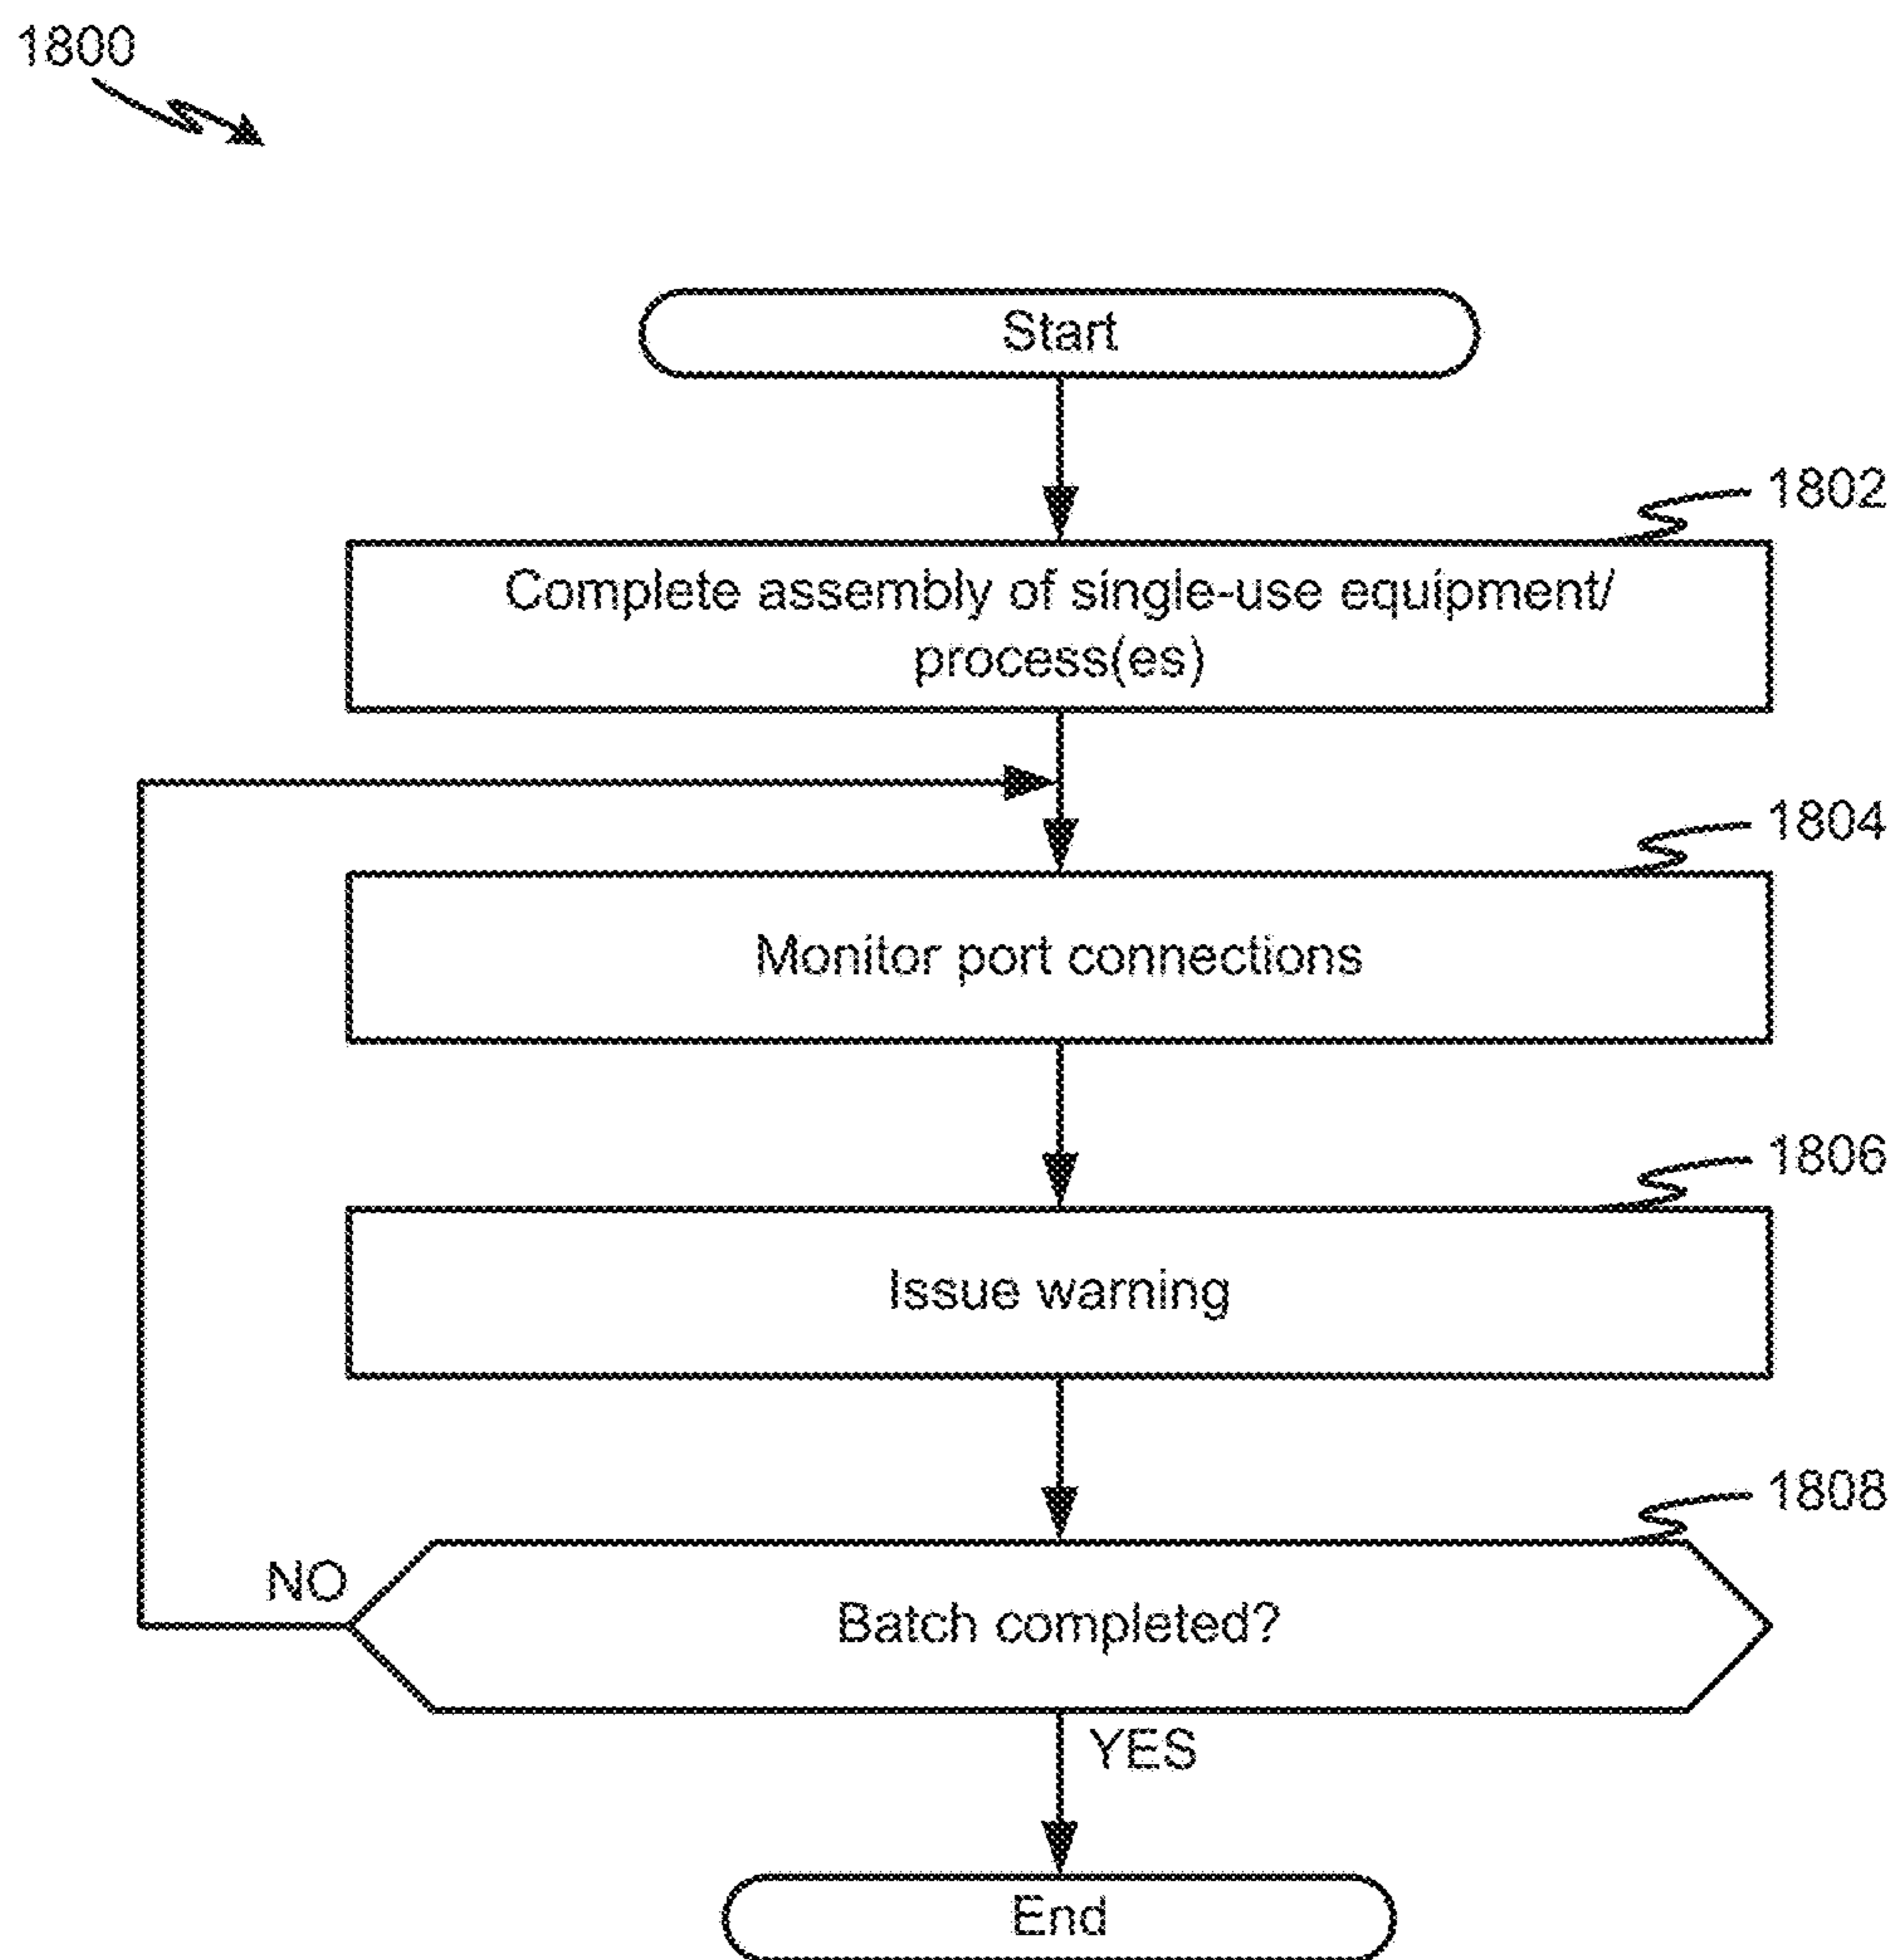 1800
Start
1802
Complete assembly of single-use equipment/
process(es)
1804
Monitor port connections
1806
Issue warning
1808
NO
Batch completed?
YES
End